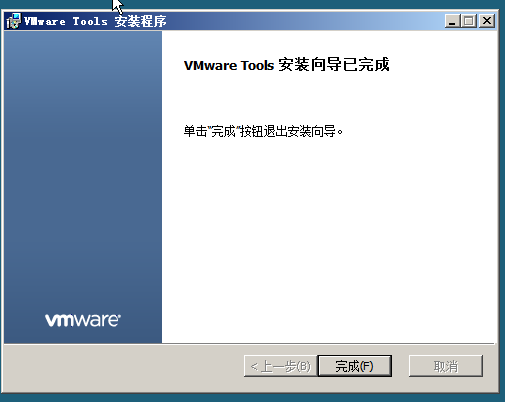 VMware Tools 安装程序
VMware Tools 安装向导已完成
单击"完成"按钮退出安装向导。
vmware
< 上一步(B) 完成(F) 取消